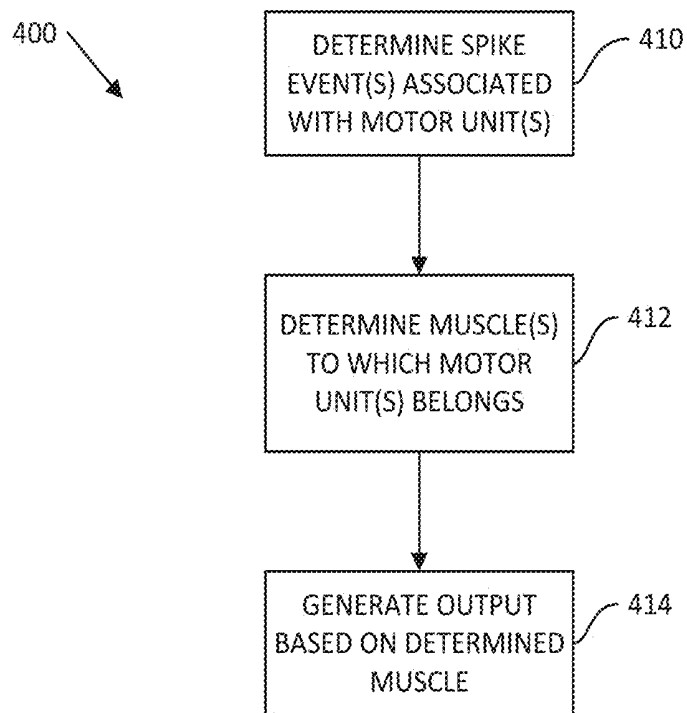 400
DETERMINE SPIKE
EVENT(S) ASSOCIATED
WITH MOTOR UNIT(S)
410
DETERMINE MUSCLE(S)
TO WHICH MOTOR
UNIT(S) BELONGS
412
GENERATE OUTPUT
BASED ON DETERMINED
MUSCLE
414